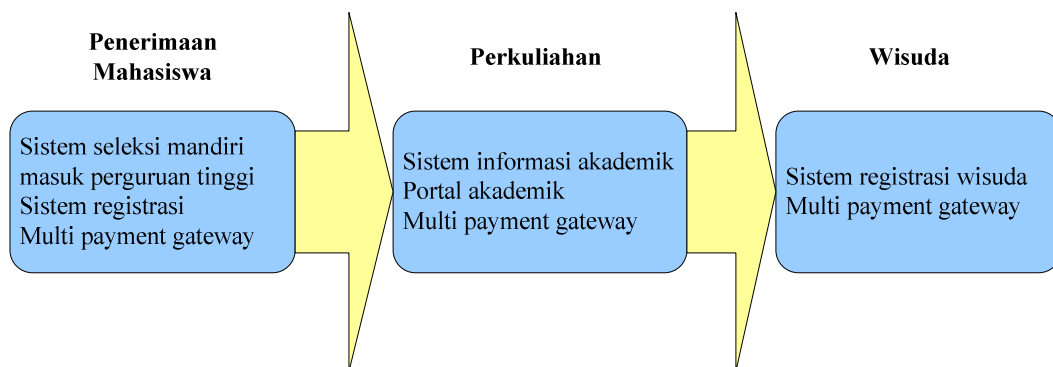 Penerimaan
Mahasiswa
Sistem seleksi mandiri
masuk perguruan tinggi
Sistem registrasi
Multi payment gateway
Perkuliahan
Sistem informasi akademik
Portal akademik
Multi payment gateway
Wisuda
Sistem registrasi wisuda
Multi payment gateway